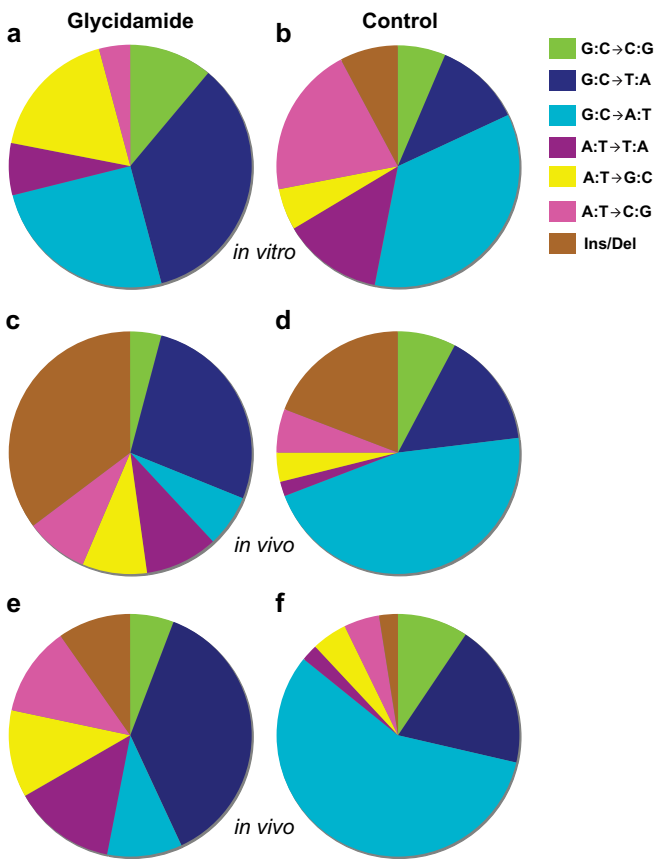 Glycidamide
Control
a
b
G:C→C:G
G:C→T:A
G:C→A:T
A:T→T:A
A:T→G:C
A:T→C:G
Ins/Del
in vitro
c
d
in vivo
e
f
in vivo